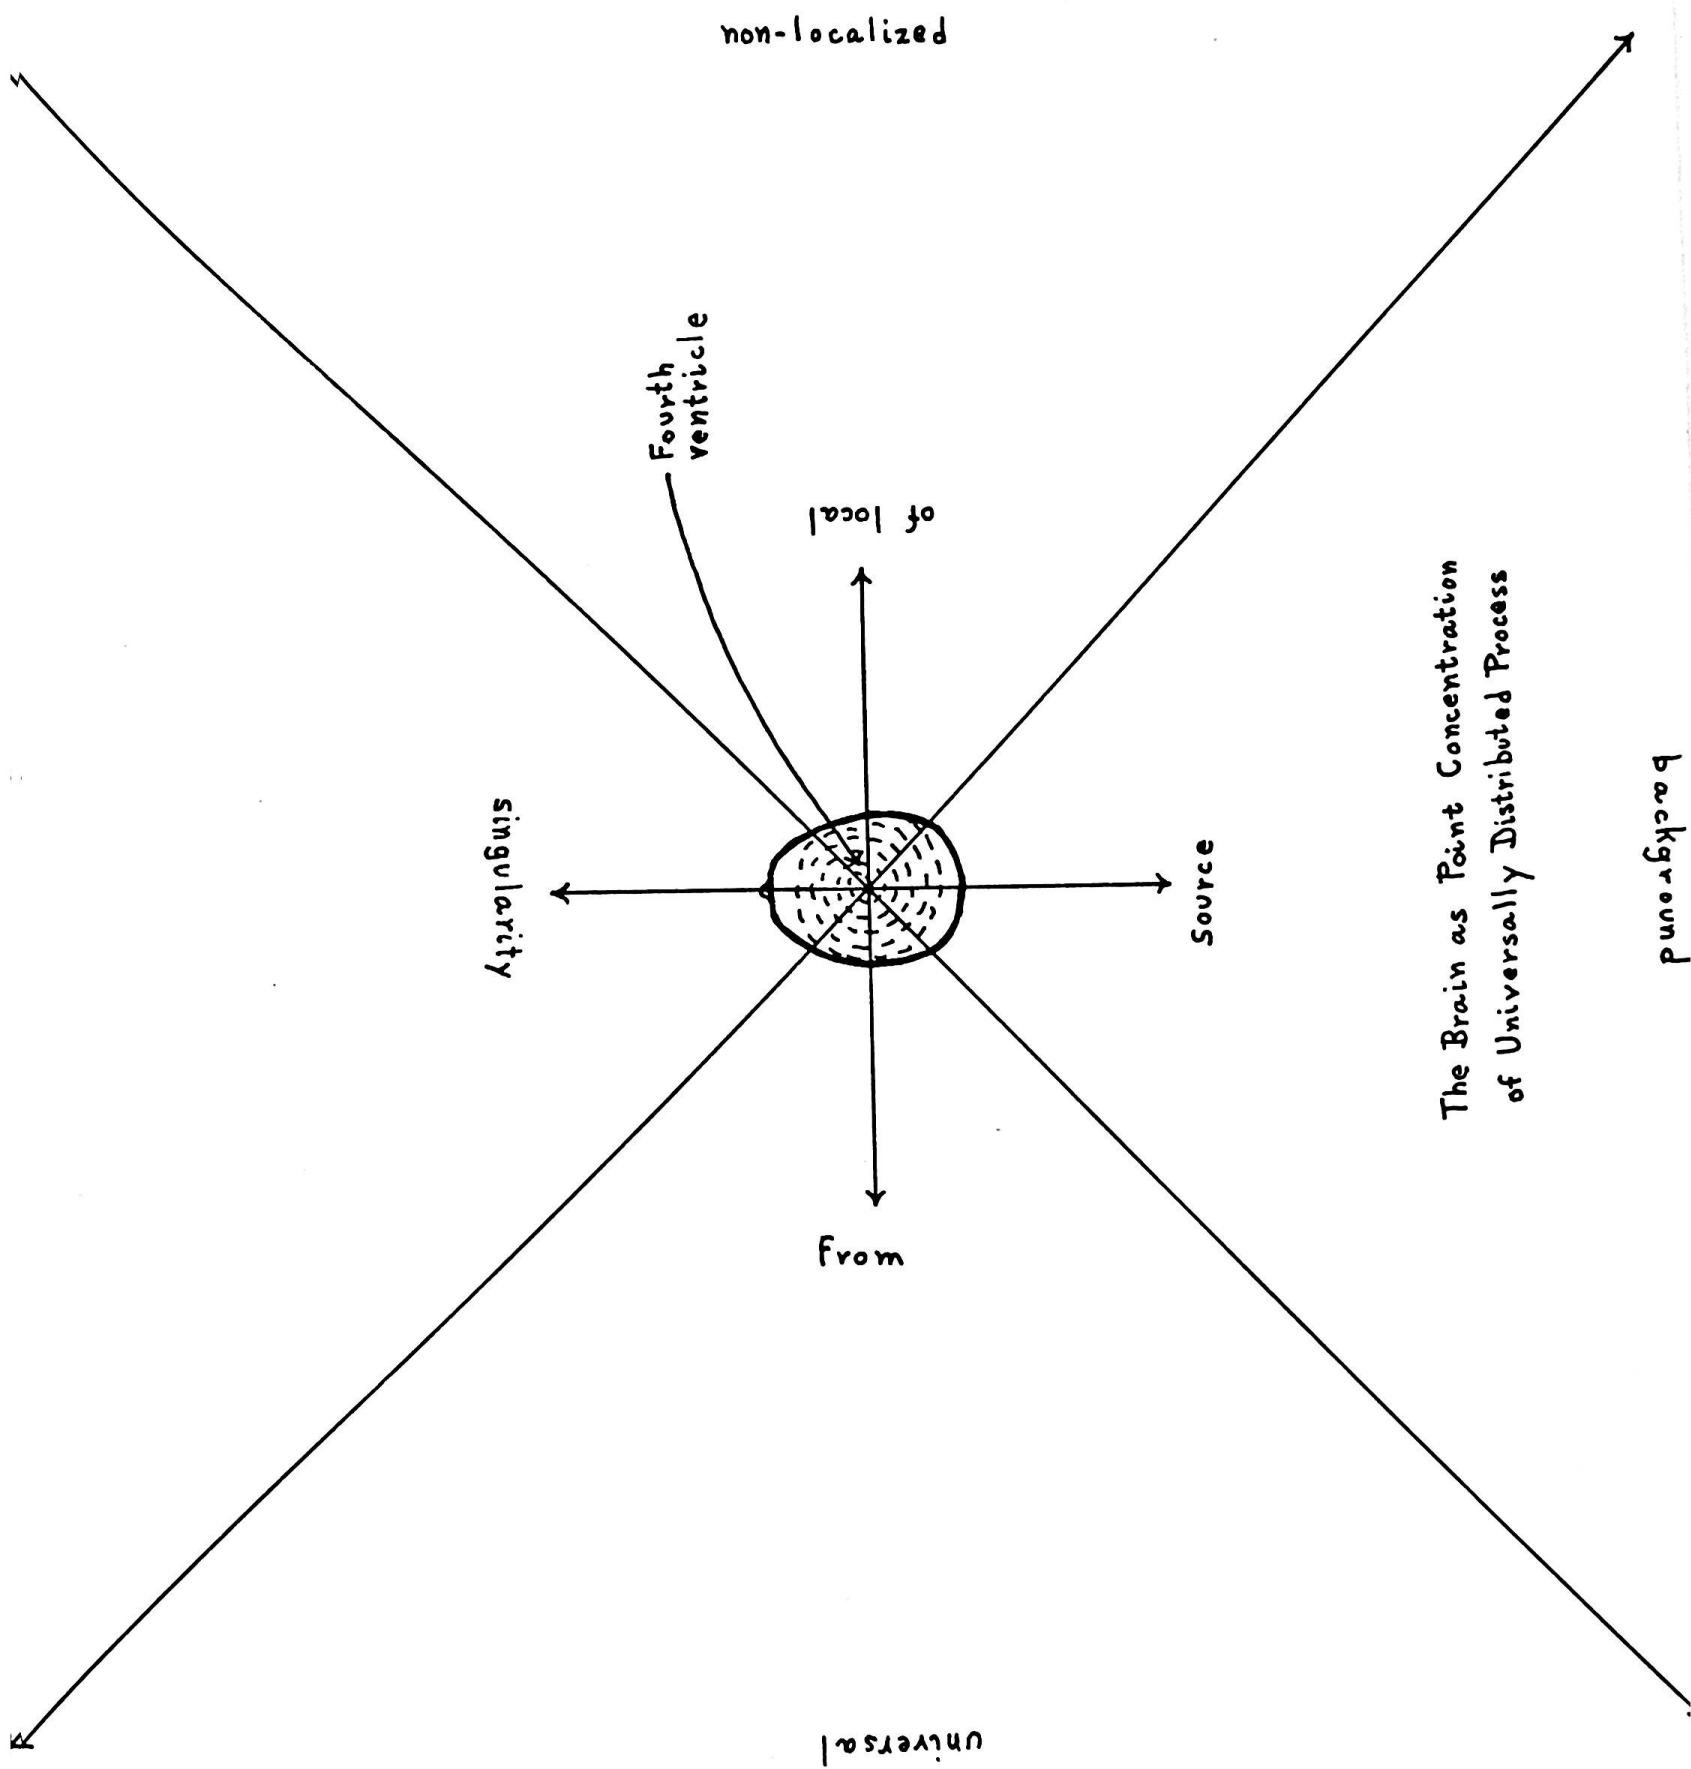 non-localized
Fourth
ventricle
of local
singularity
Source
From
The Brain as Point Concentration
of Universally Distributed Process
background
universal